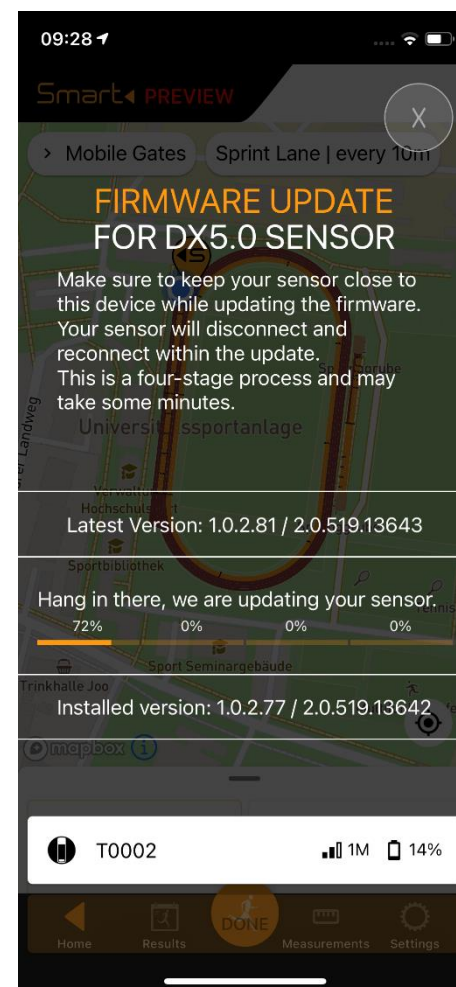 09:28
Smart PREVIEW
X
> Mobile Gates
Sprint Lane | every 10m
FIRMWARE UPDATE
FOR DX5.0 SENSOR
S
Make sure to keep your sensor close to
this device while updating the firmware.
Your sensor will disconnect and
reconnect within the update.
This is a four-stage process and may
take some minutes.
Landweg
Latest Version: 1.0.2.81 / 2.0.519.13643
Sportbibliothek
Hang in there, we are updating your sensor.
72% 0% 0% 0%
Sport Seminargebäude
Trinkhalle Joo
Installed version: 1.0.2.77 / 2.0.519.13642
mapbox i
T0002 1M 14%
DONE
Home Results Measurements Settings